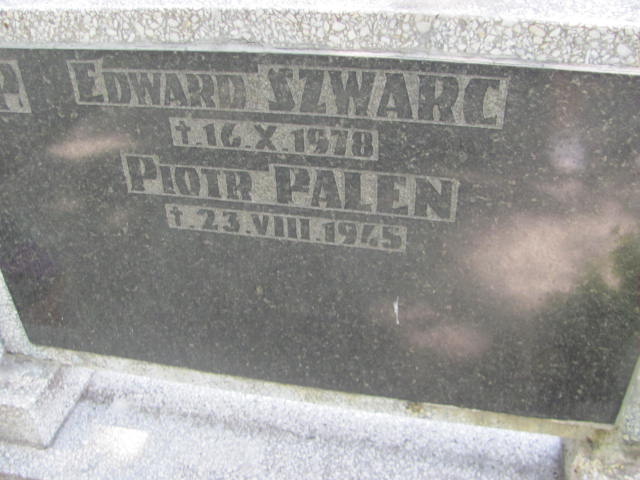 P. EDWARD SZWARC
†.16.X.1978
PIOTR PALEN
†.23.VIII.1945